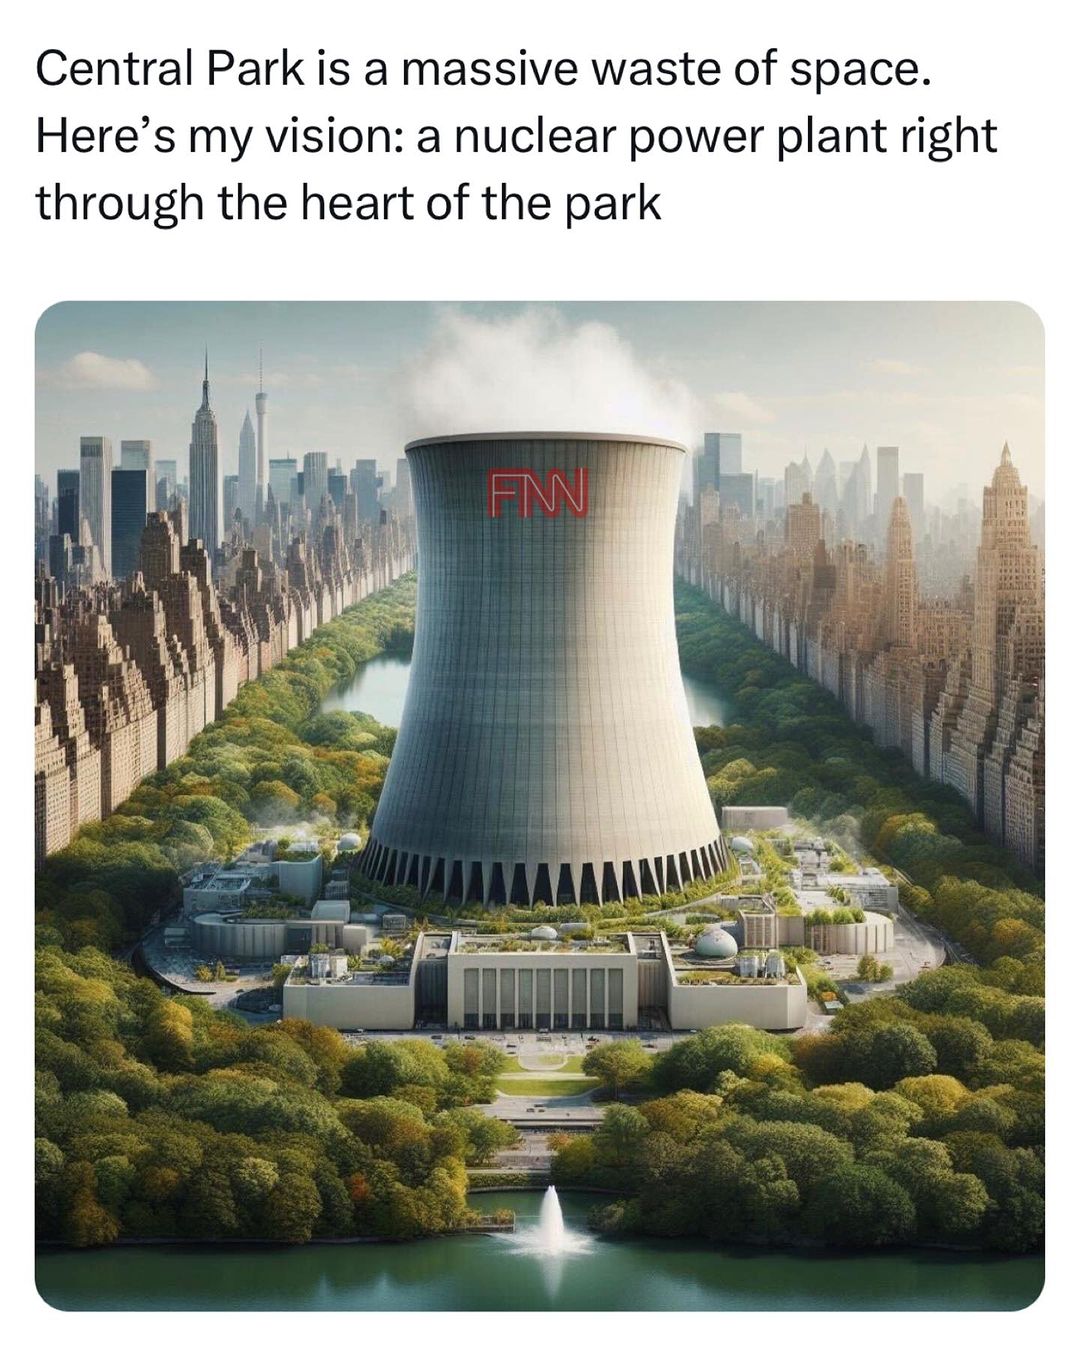 Central Park is a massive waste of space.
Here’s my vision: a nuclear power plant right
through the heart of the park
FNN